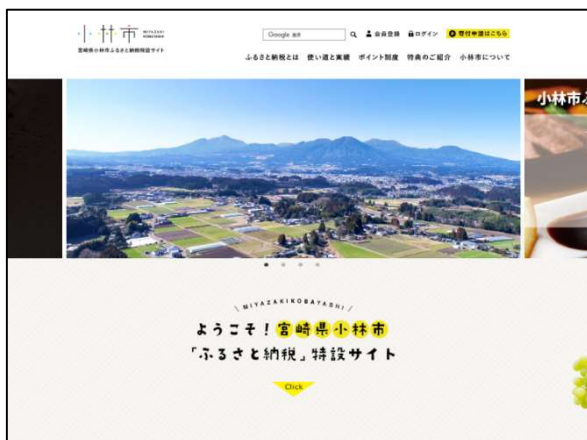 小林市
MIYAZAKI
KOBAYASHI
宮崎県小林市ふるさと納税特設サイト
Google 検索
会員登録
ログイン
寄付申請はこちら
ふるさと納税とは 使い道と実績 ポイント制度 特典のご紹介 小林市について
小林市ふ
\ MIYAZAKIKOBAYASHI /
ようこそ！宮崎県小林市
「ふるさと納税」特設サイト
Click